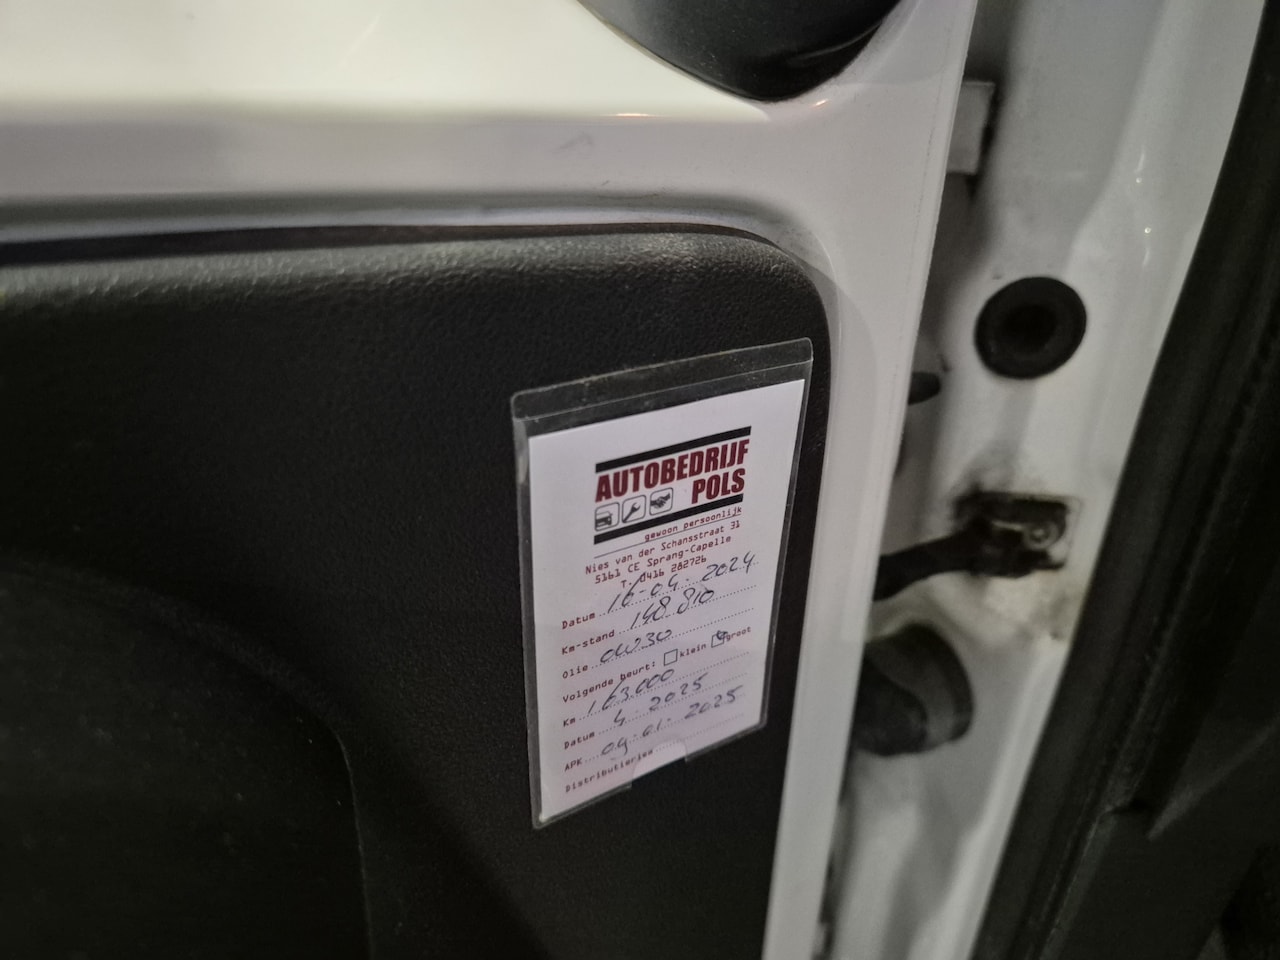 AUTOBEDRIJF
POLS
gewoon persoonlijk
Nies van der Schansstraat 31
5161 CE Sprang-Capelle
T. 0416 282726
Datum 16-04-2024
Km-stand 148 810
Olie 0W30
Volgende beurt: klein groot
Km 163.000
Datum 4-2025
APK 09-01-2025
Distributieriem